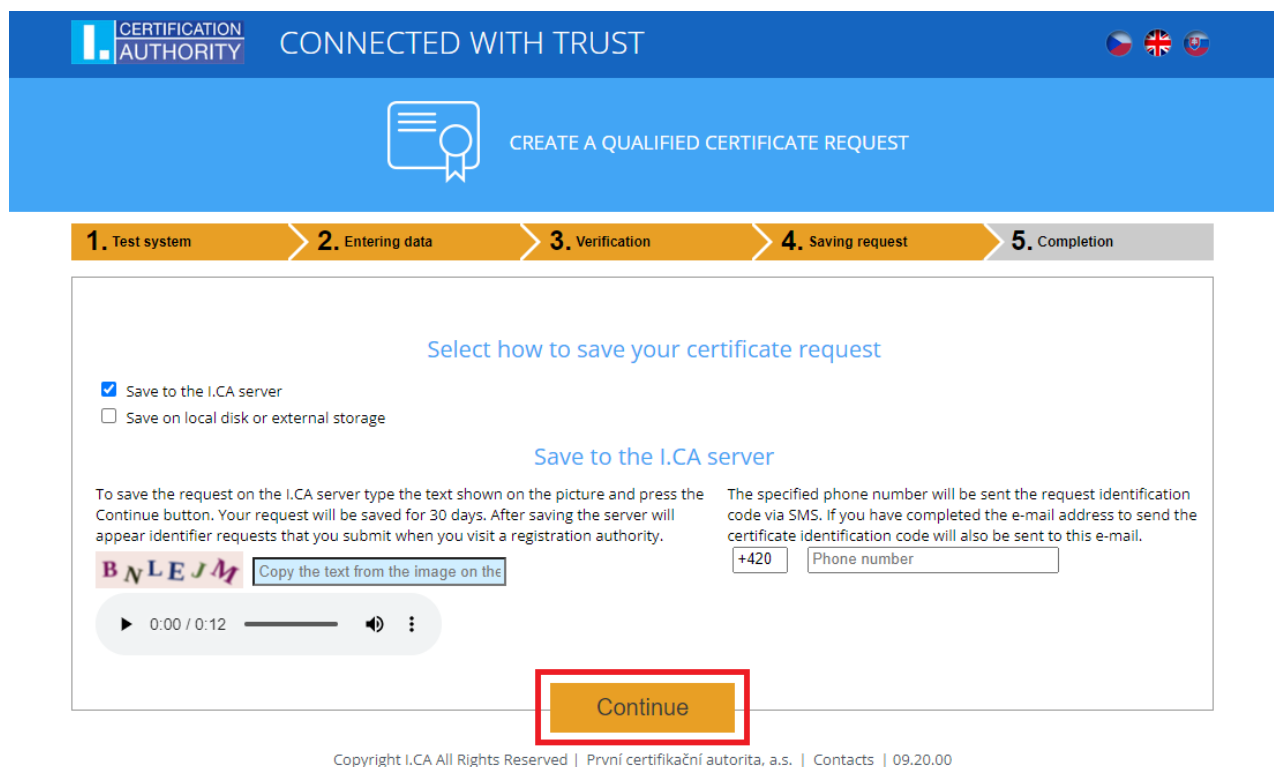 CERTIFICATION
AUTHORITY
CONNECTED WITH TRUST
CREATE A QUALIFIED CERTIFICATE REQUEST
1. Test system
2. Entering data
3. Verification
4. Saving request
5. Completion
Select how to save your certificate request
Save to the I.CA server
Save on local disk or external storage
Save to the I.CA server
To save the request on the I.CA server type the text shown on the picture and press the
Continue button. Your request will be saved for 30 days. After saving the server will
appear identifier requests that you submit when you visit a registration authority.
BNLEJM
Copy the text from the image on the
0:00 / 0:12
The specified phone number will be sent the request identification
code via SMS. If you have completed the e-mail address to send the
certificate identification code will also be sent to this e-mail.
+420
Phone number
Continue
Copyright I.CA All Rights Reserved | První certifikační autorita, a.s. | Contacts | 09.20.00